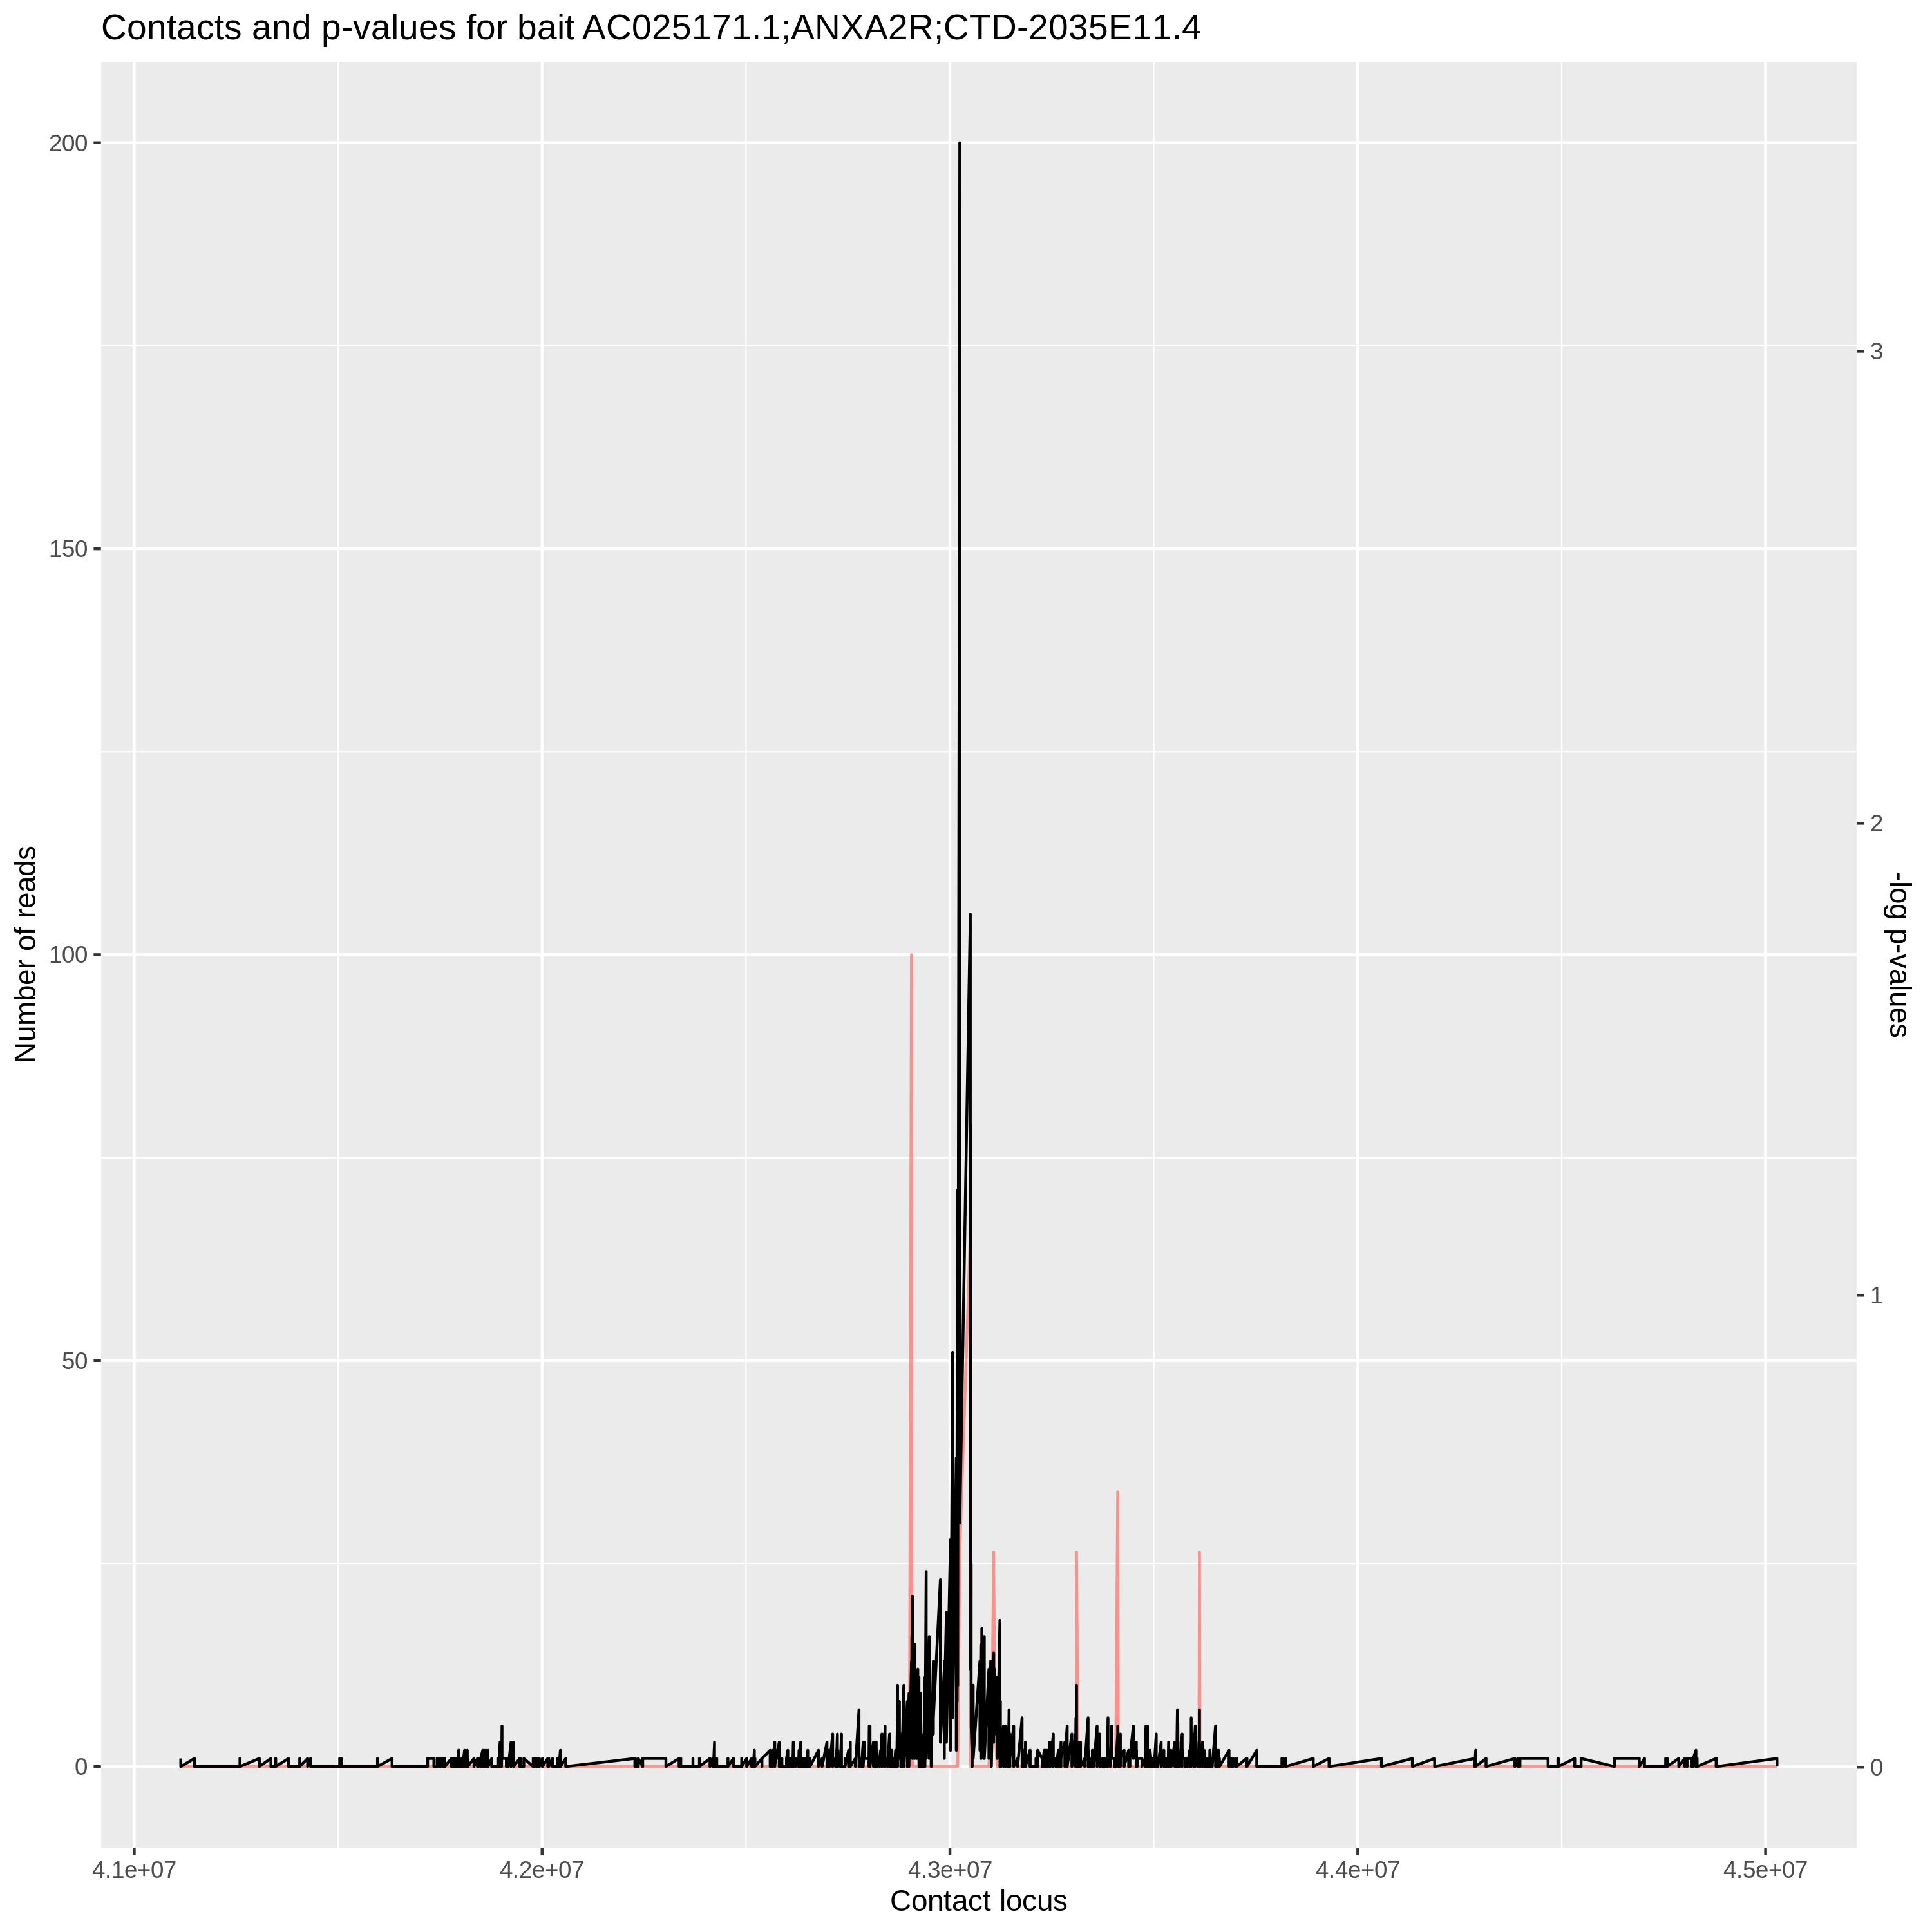 Contacts and p-values for bait AC025171.1;ANXA2R;CTD-2035E11.4
200
150
100
50
0
Number of reads
3
2
1
0
-log p-values
4.1e+07 4.2e+07 4.3e+07 4.4e+07 4.5e+07
Contact locus